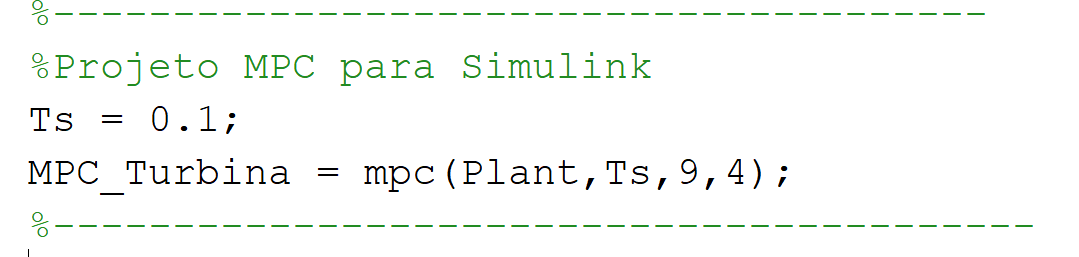 %---------------------------------------
%Projeto MPC para Simulink
Ts = 0.1;
MPC_Turbina = mpc(Plant,Ts,9,4);
%-----------------------------------------